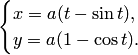 x = a(t − sin t),
y = a(1 − cos t).